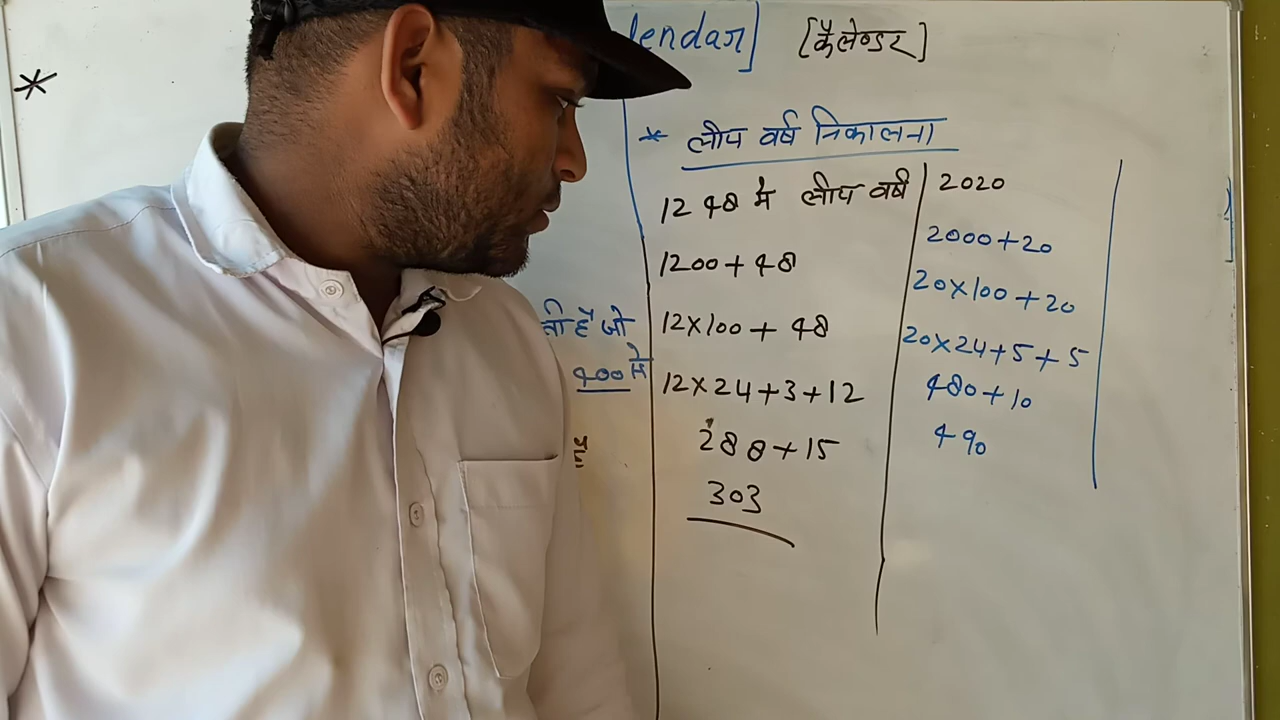 lendar] [कैलेण्डर]
*
* लीप वर्ष निकालना
1248 में लीप वर्ष
1200 + 48
12×100 + 48
12×24+3+12
288+15
303
2020
2000+20
20×100 + 20
20×24+5+5
480+10
490
ती है जो
400 में